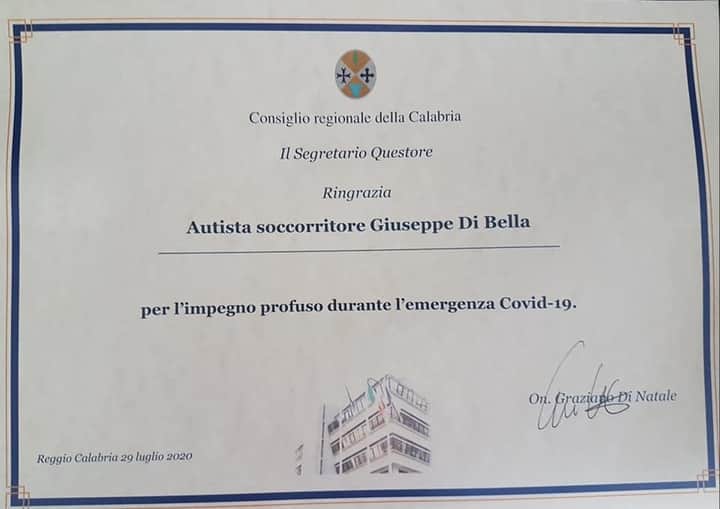 Consiglio regionale della Calabria
Il Segretario Questore
Ringrazia
Autista soccorritore Giuseppe Di Bella
per l'impegno profuso durante l'emergenza Covid-19.
On. Graziano Di Natale
Reggio Calabria 29 luglio 2020